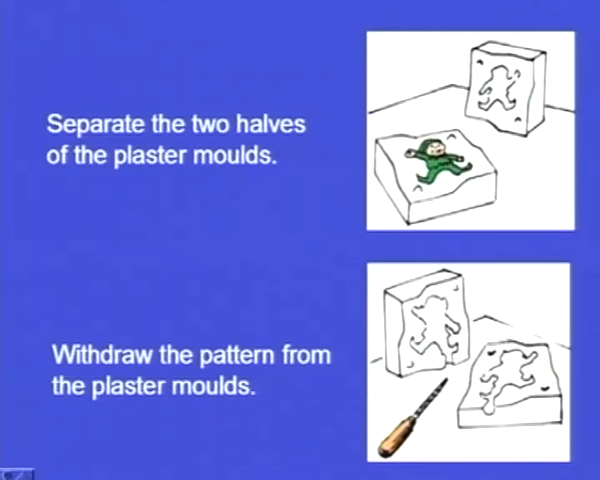 Separate the two halves
of the plaster moulds.
Withdraw the pattern from
the plaster moulds.